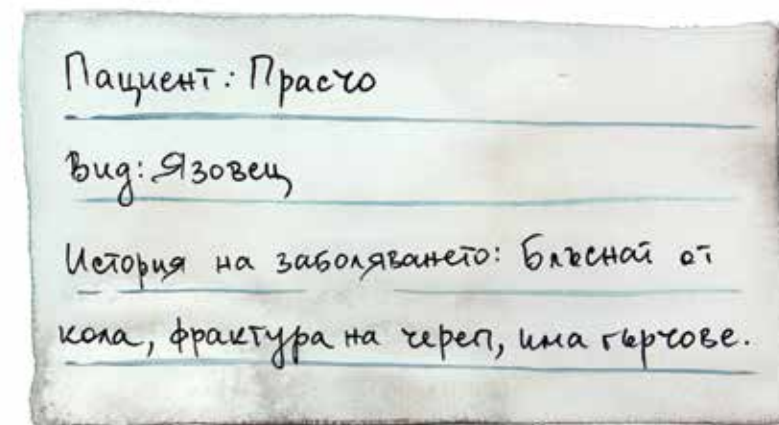 Пациент: Прасчо
Вид: Язовец
История на заболяването: Блъснат от
кола, фрактура на череп, има гърчове.